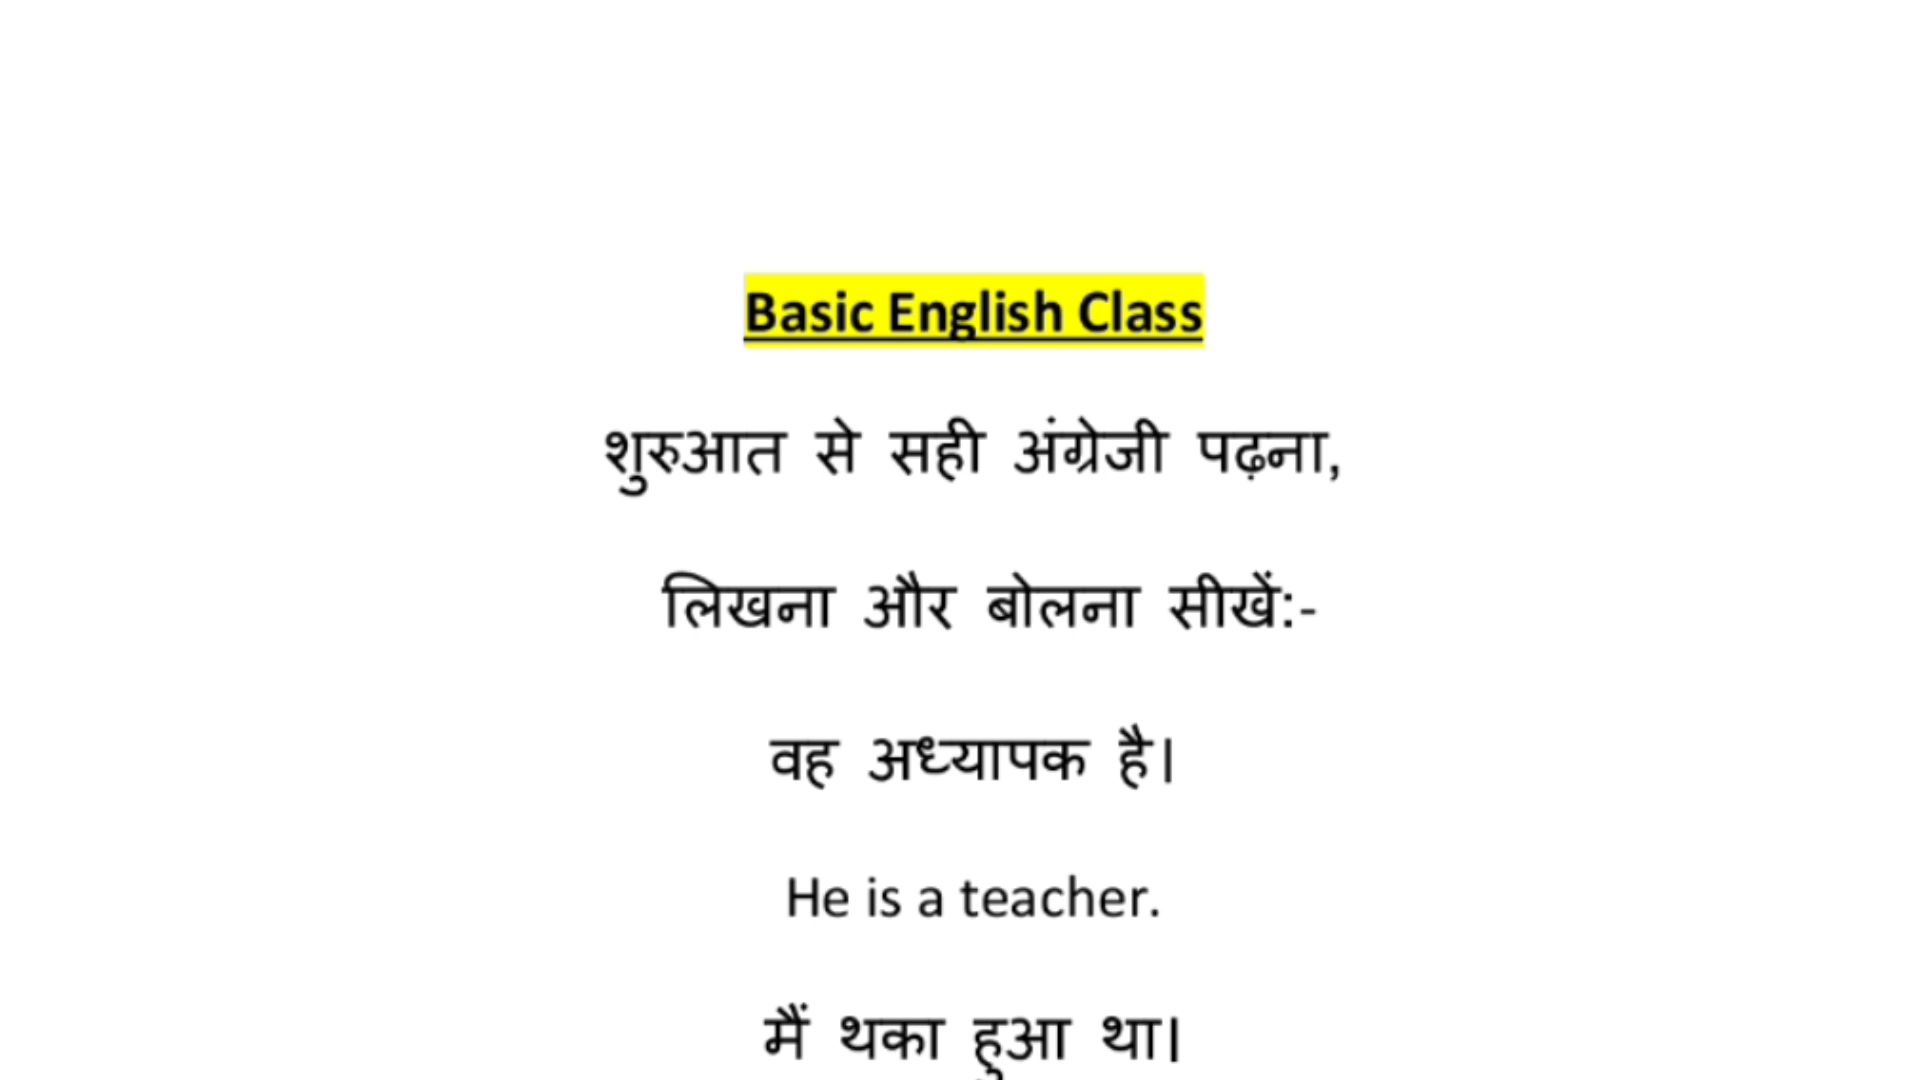 Basic English Class
शुरुआत से सही अंग्रेजी पढ़ना,
लिखना और बोलना सीखें:-
वह अध्यापक है।
He is a teacher.
मैं थका हुआ था।